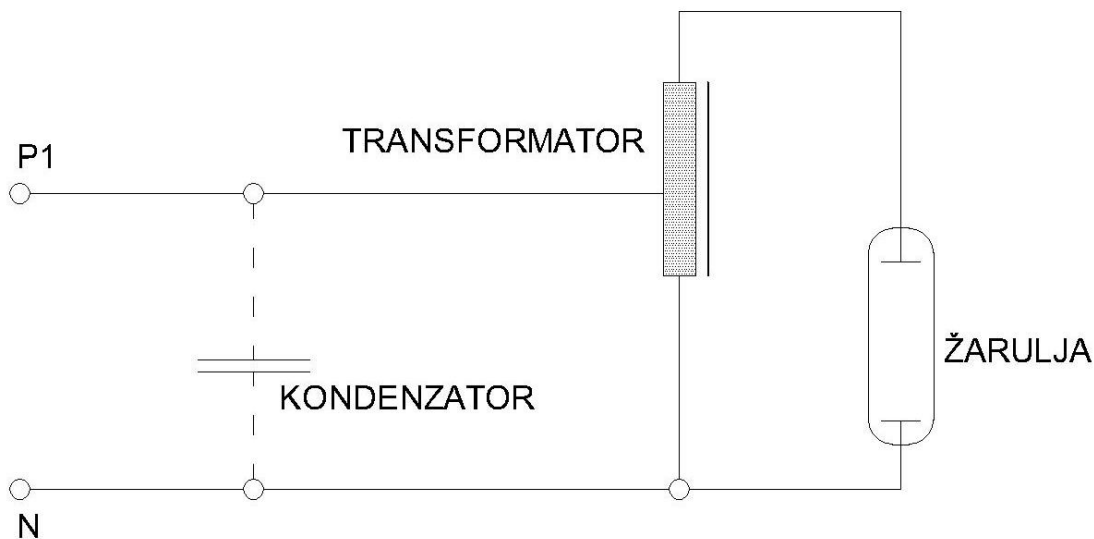 TRANSFORMATOR
P1
ŽARULJA
KONDENZATOR
N